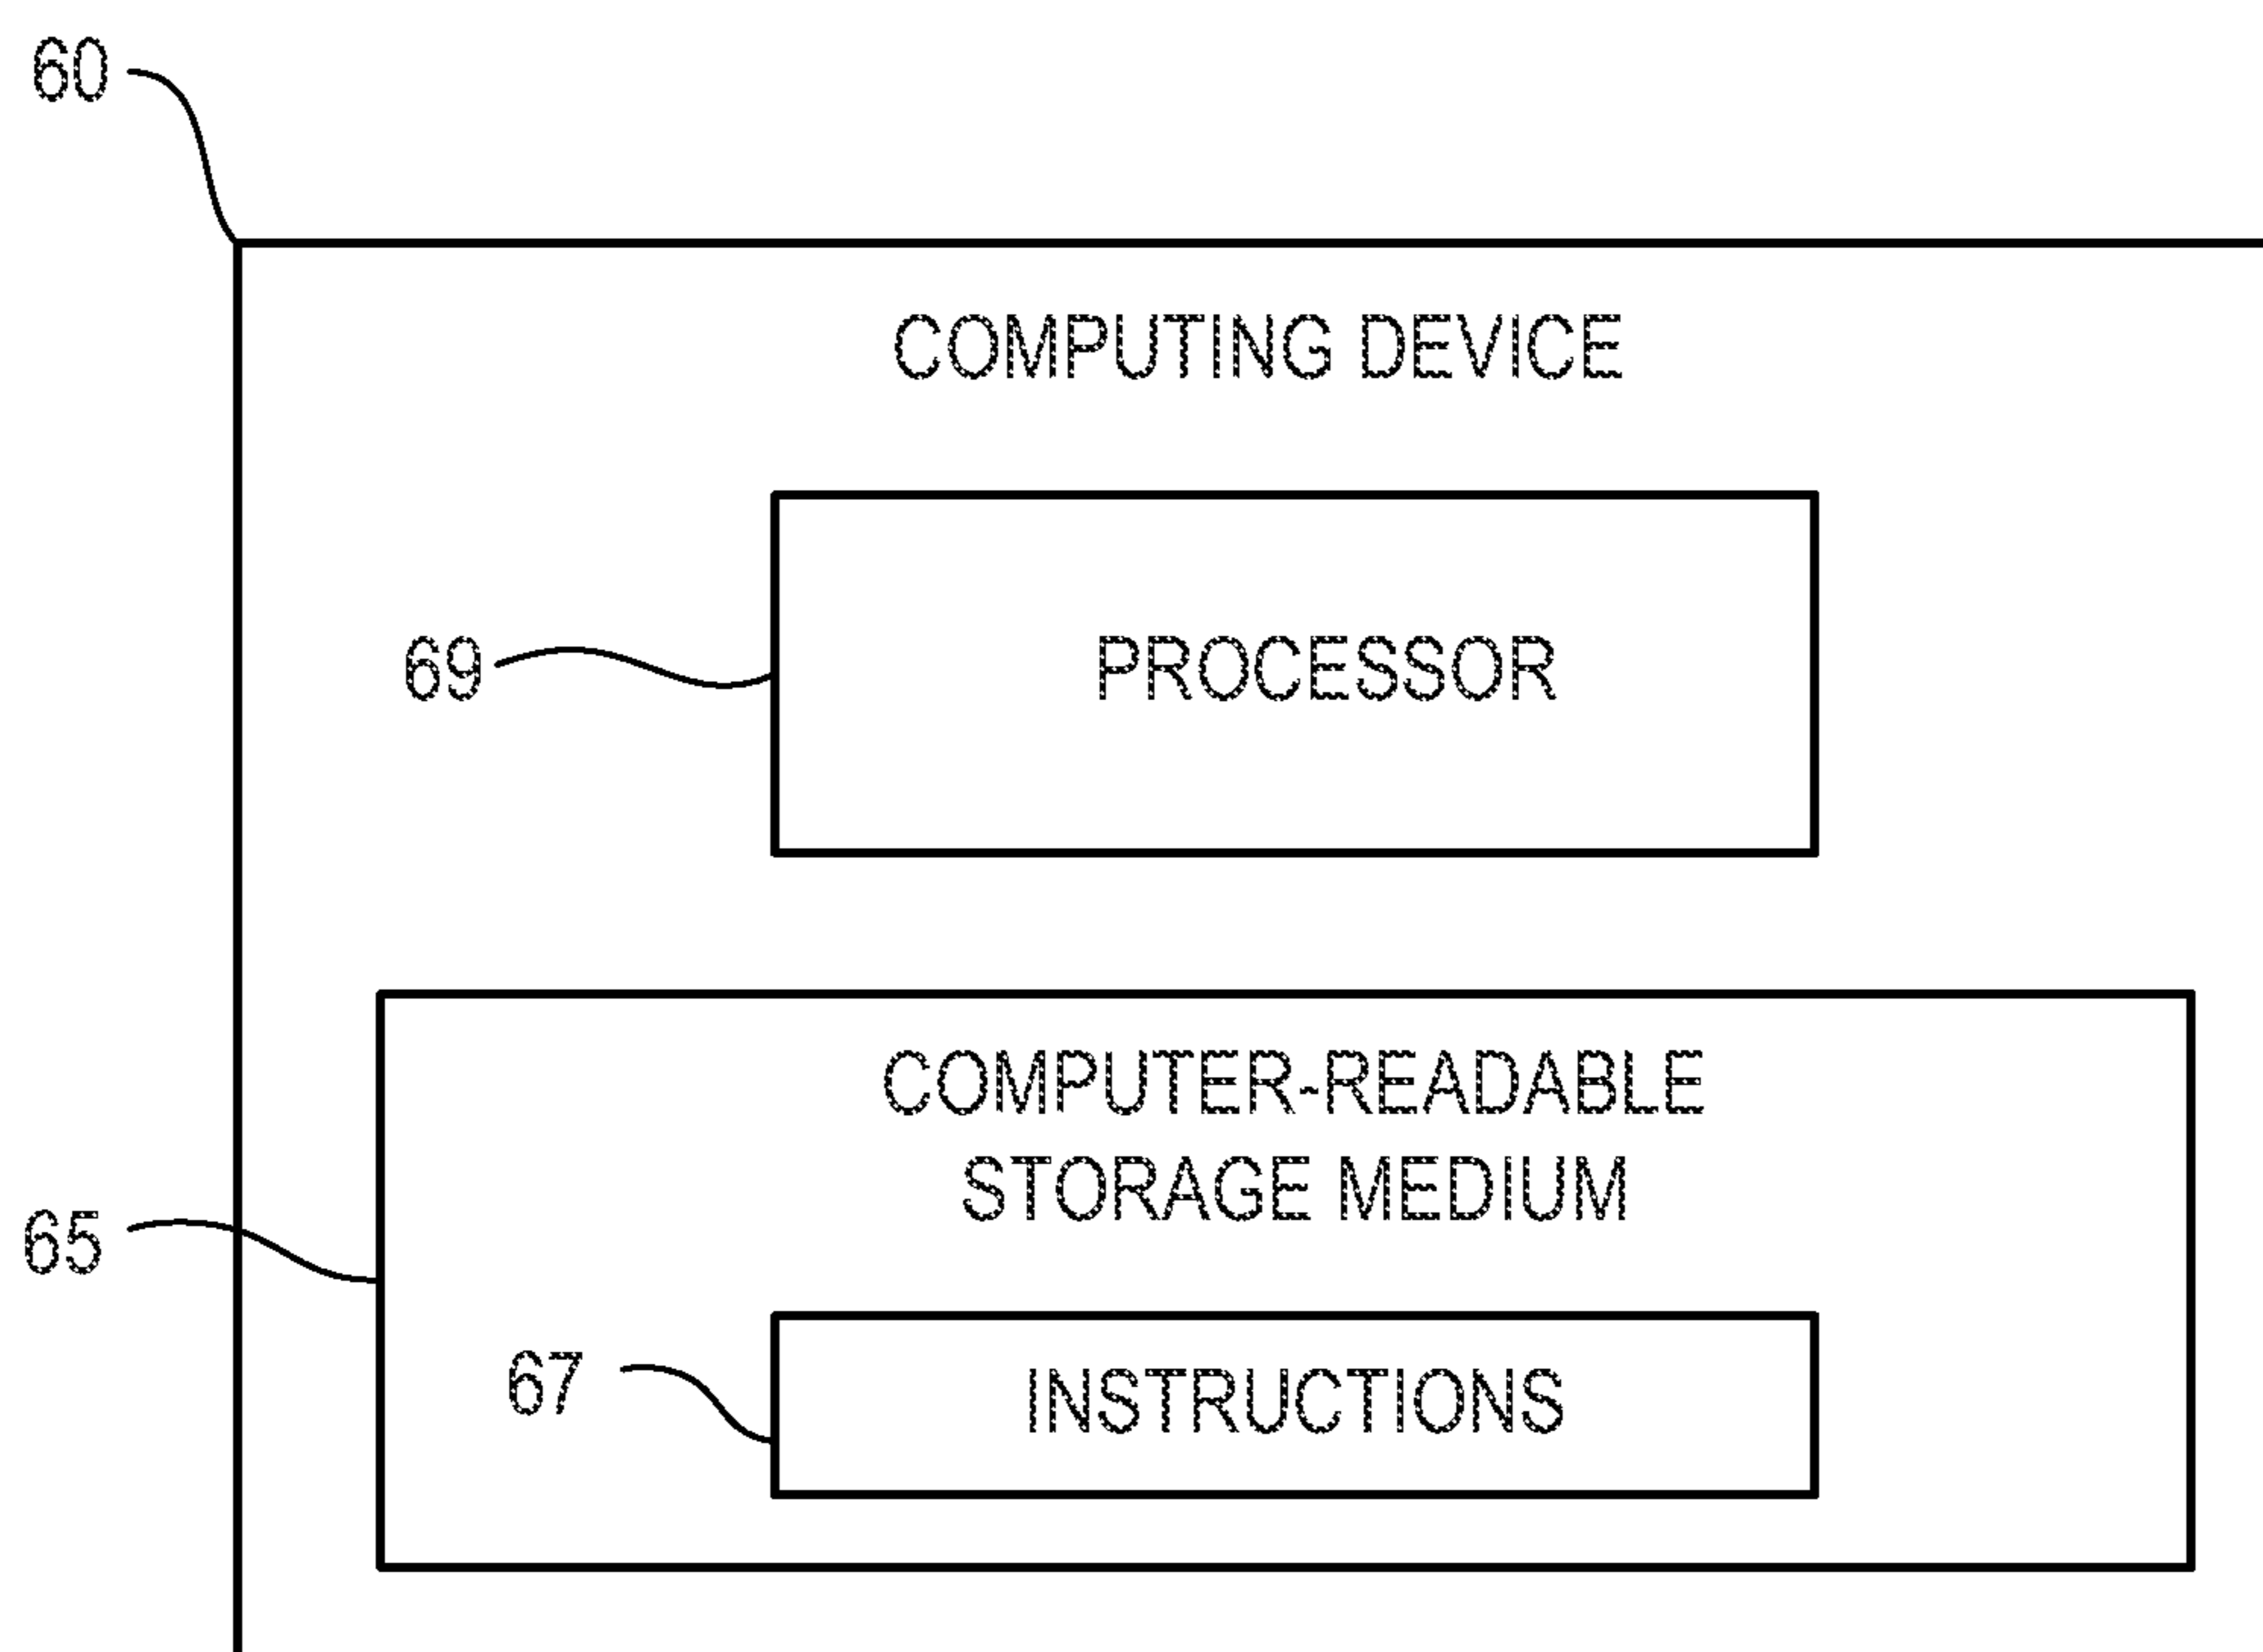 60
COMPUTING DEVICE
69
PROCESSOR
COMPUTER-READABLE
STORAGE MEDIUM
65
67
INSTRUCTIONS